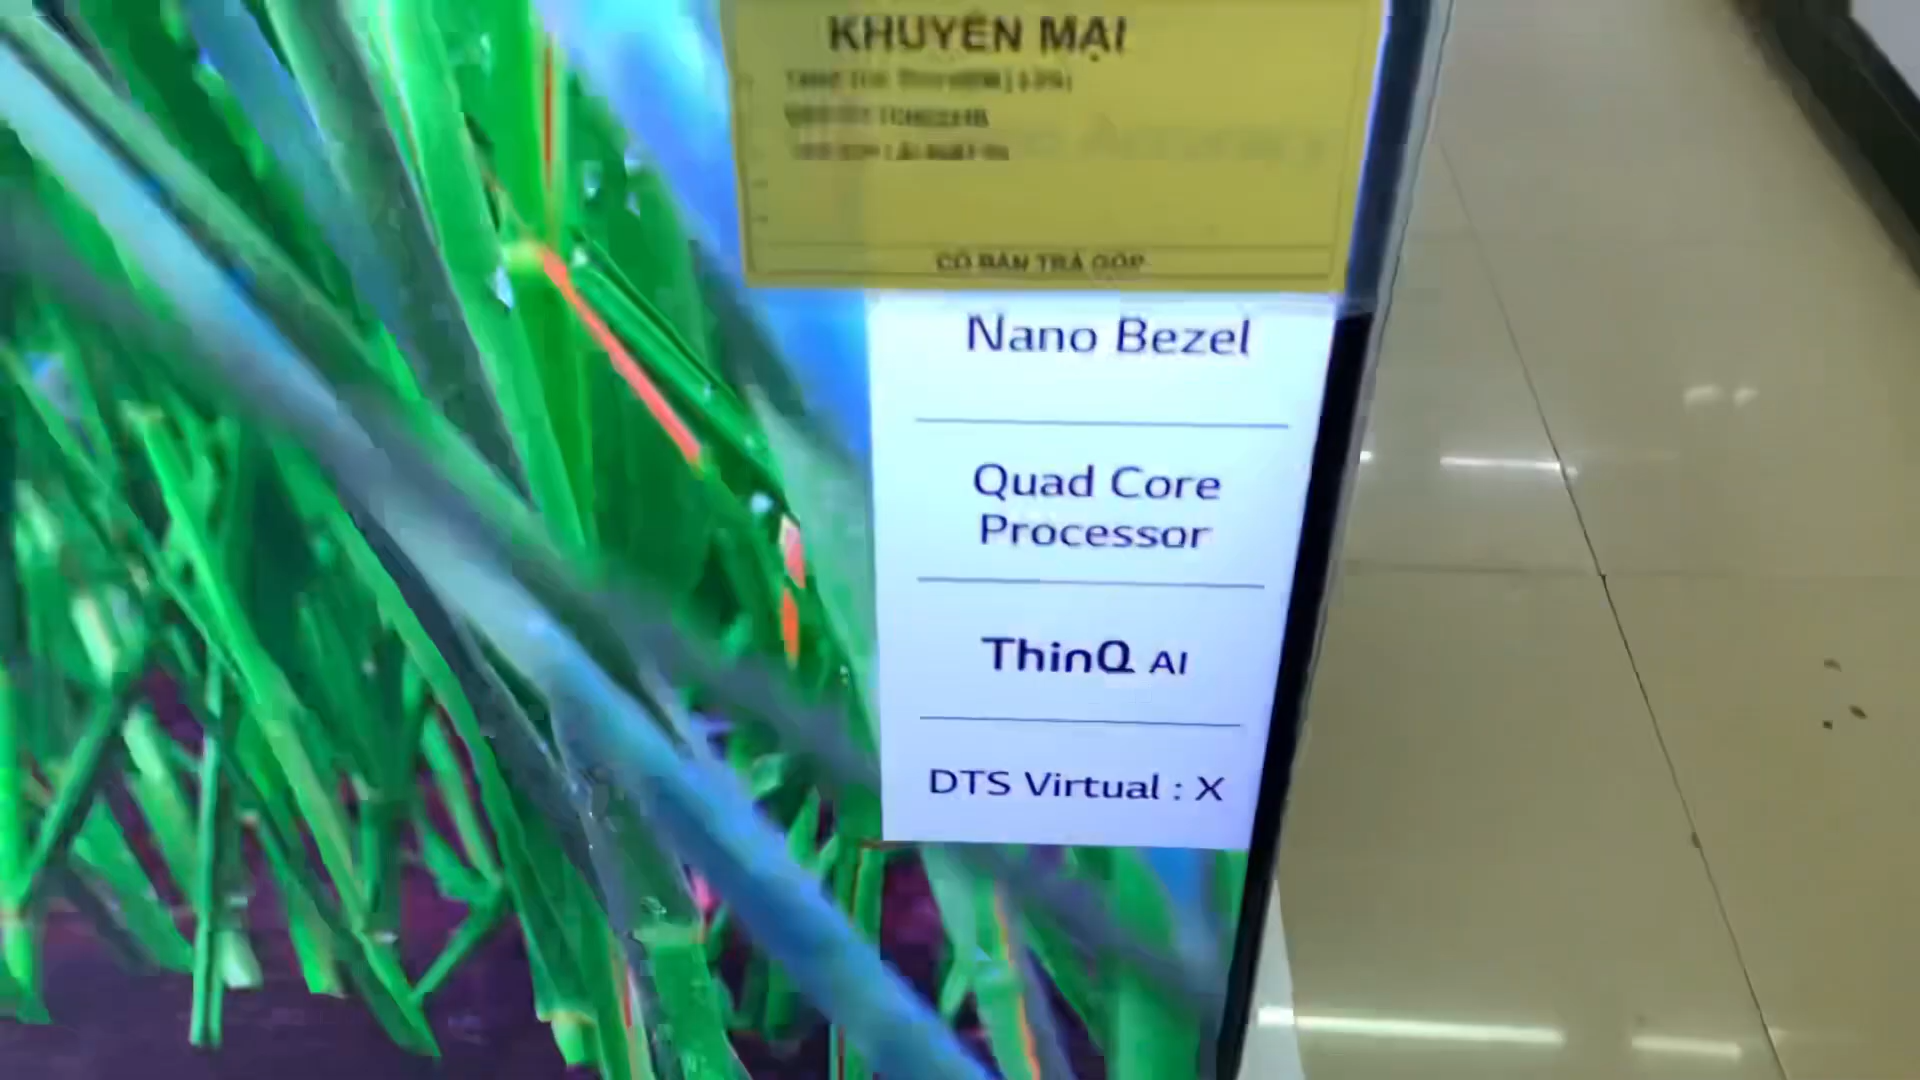 KHUYẾN MẠI
CÓ BÁN TRẢ GÓP
Nano Bezel
Quad Core
Processor
ThinQ AI
DTS Virtual : X